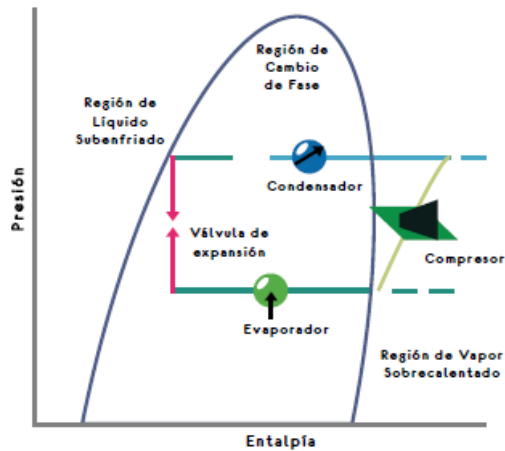 Región de
Cambio
de Fase
Región de
Líquido
Subenfriado
Condensador
Presión
Válvula de
expansión
Compresor
Evaporador
Región de Vapor
Sobrecalentado
Entalpía